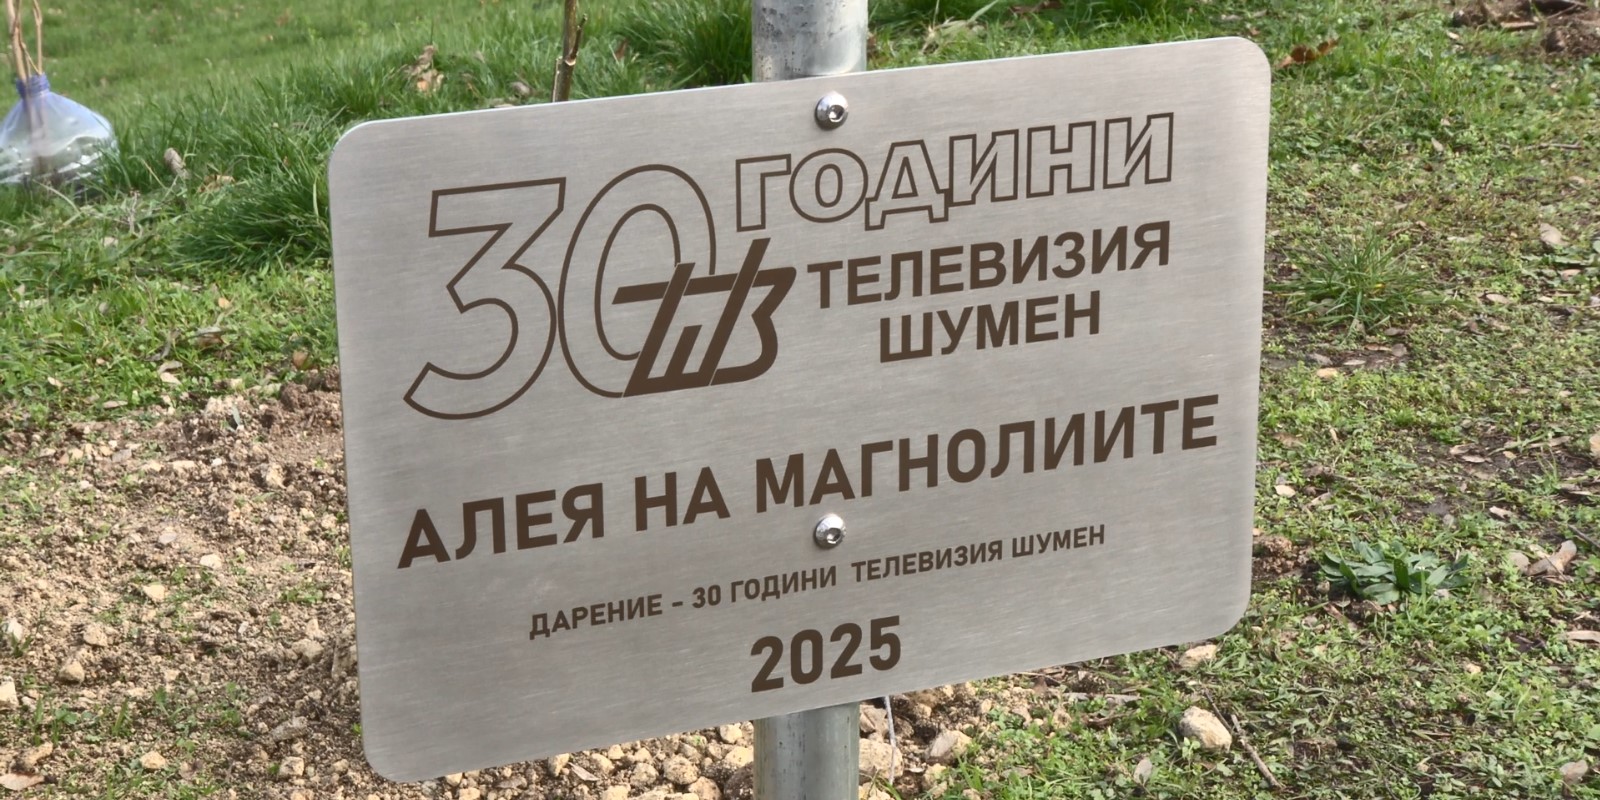 30 ГОДИНИ
ТЕЛЕВИЗИЯ
ШУМЕН
АЛЕЯ НА МАГНОЛИИТЕ
ДАРЕНИЕ - 30 ГОДИНИ ТЕЛЕВИЗИЯ ШУМЕН
2025